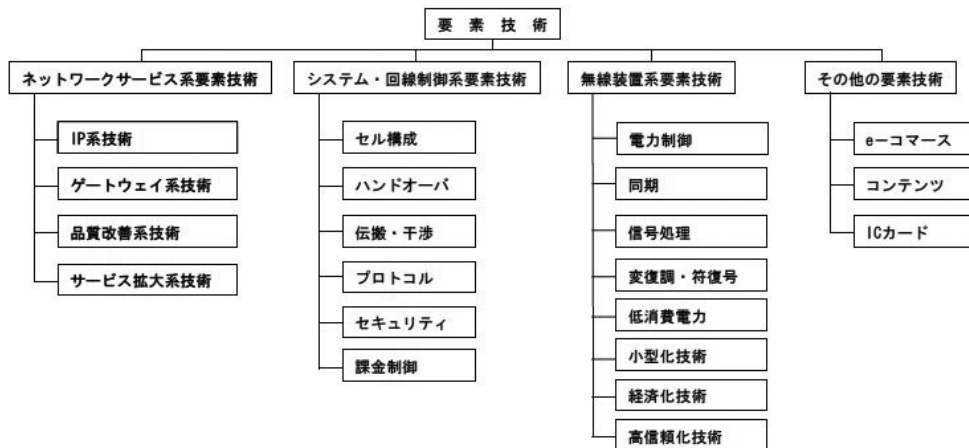 要素技術
ネットワークサービス系要素技術
IP系技術
ゲートウェイ系技術
品質改善系技術
サービス拡大系技術
システム・回線制御系要素技術
セル構成
ハンドオーバ
伝搬・干渉
プロトコル
セキュリティ
課金制御
無線装置系要素技術
電力制御
同期
信号処理
変復調・符復号
低消費電力
小型化技術
経済化技術
高信頼化技術
その他の要素技術
e-コマース
コンテンツ
ICカード